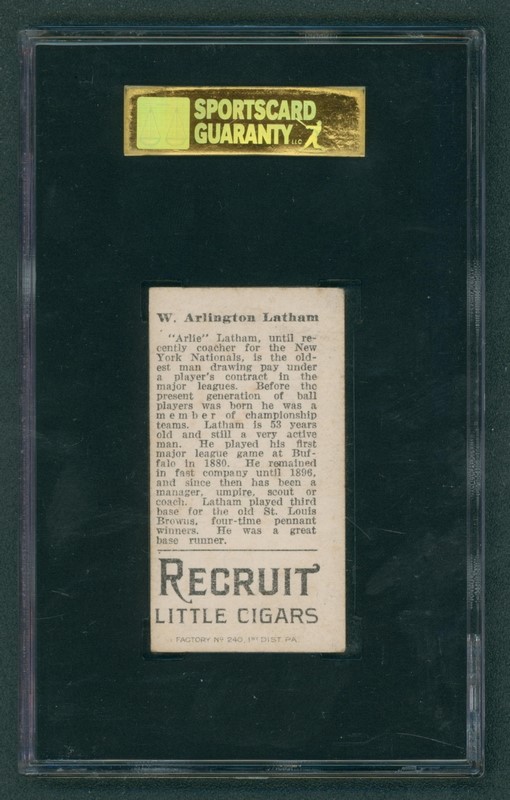 SPORTSCARD
GUARANTY LLC
W. Arlington Latham
"Arlie" Latham, until re-
cently coacher for the New
York Nationals, is the old-
est man drawing pay under
a player's contract in the
major leagues. Before the
present generation of ball
players was born he was a
member of championship
teams. Latham is 53 years
old and still a very active
man. He played his first
major league game at Buf-
falo in 1880. He remained
in fast company until 1896,
and since then has been a
manager, umpire, scout or
coach. Latham played third
base for the old St. Louis
Browns, four-time pennant
winners. He was a great
base runner.
RECRUIT
LITTLE CIGARS
FACTORY No 240, 1st DIST. PA.